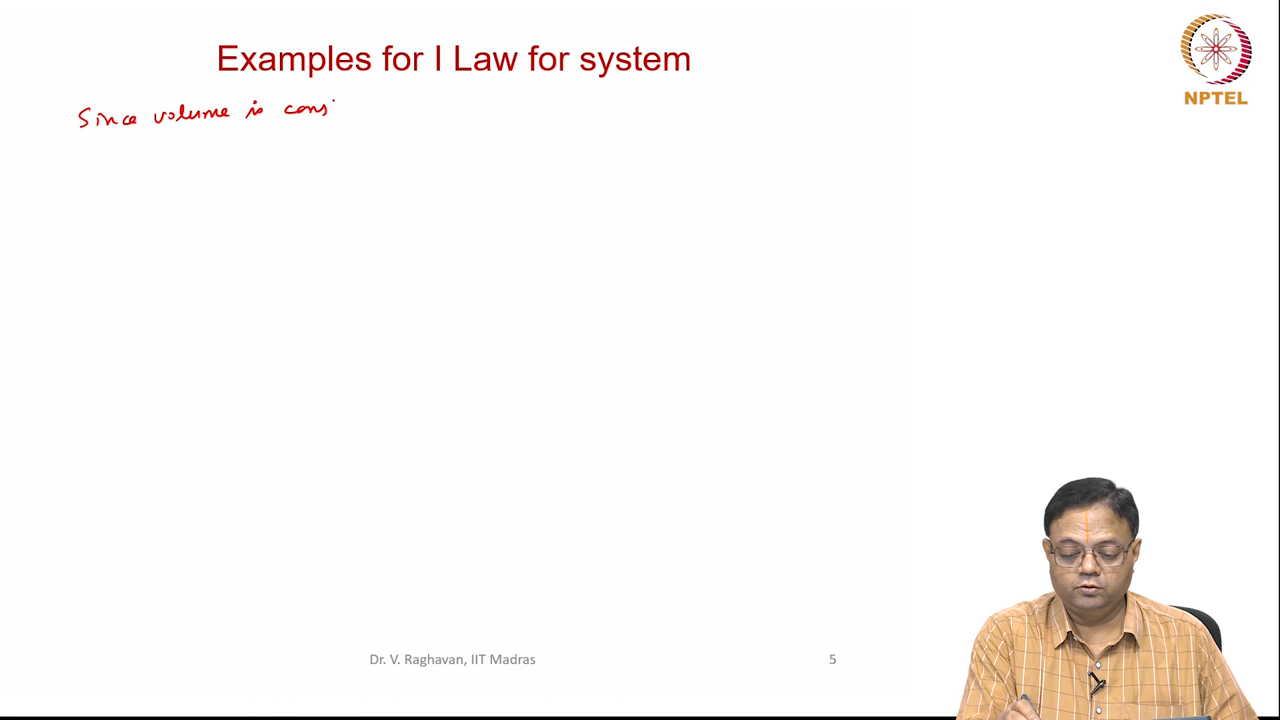 Examples for I Law for system
NPTEL
Since volume is cons
Dr. V. Raghavan, IIT Madras
5